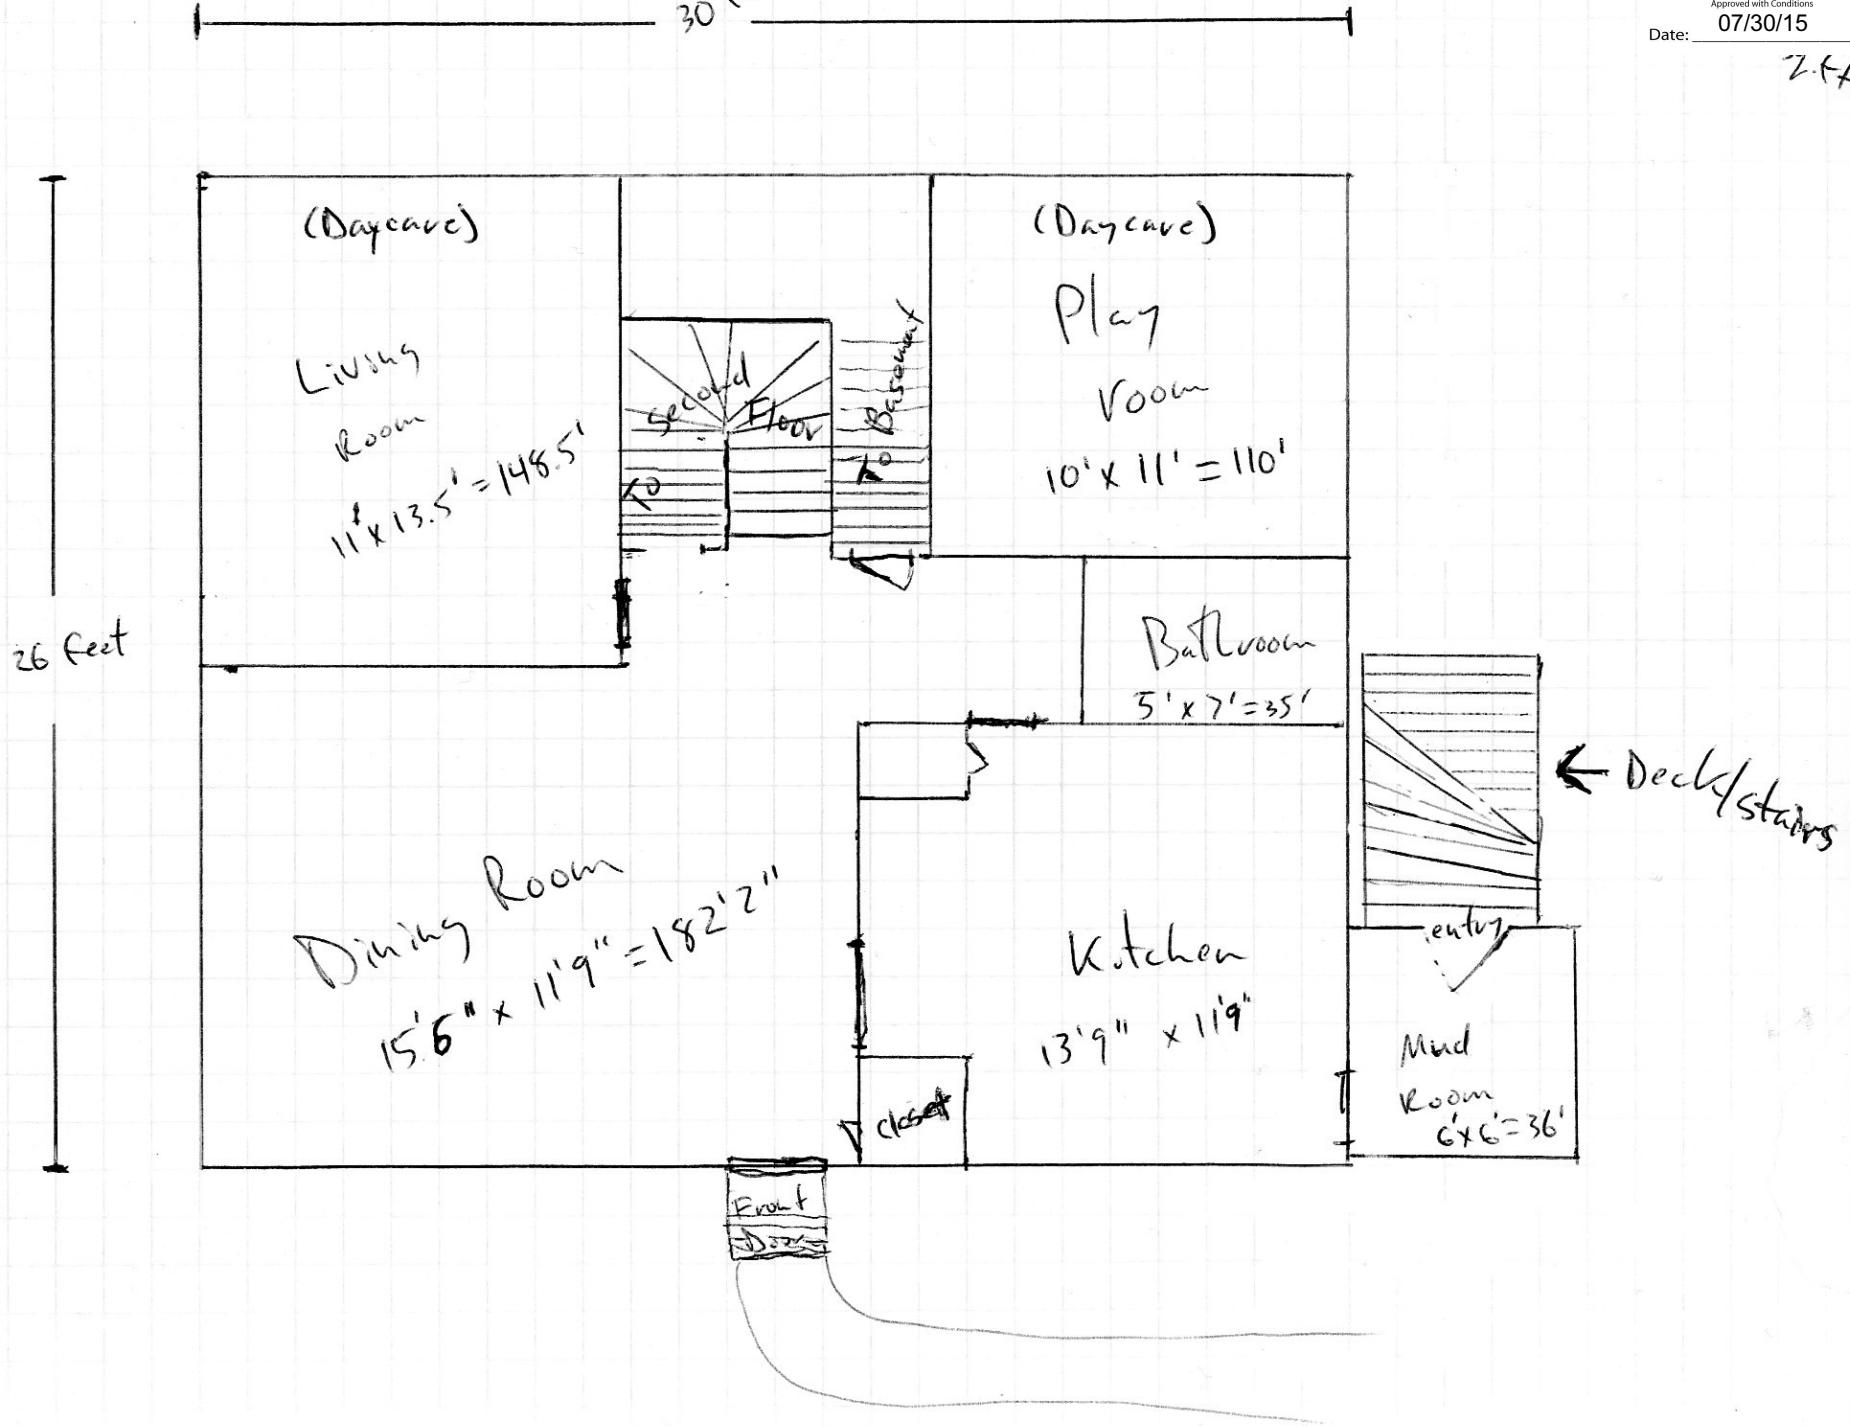 30'
Approved with Conditions
Date: 07/30/15
26 feet
(Daycare)
Living
Room
11' x 13.5' = 148.5'
To Second Floor
To Basement
(Daycare)
Play
room
10' x 11' = 110'
Bathroom
5' x 7' = 35'
← Deck/stairs
entry
Dining Room
15'6" x 11'9" = 182'2"
Kitchen
13'9" x 11'9"
Mud
Room
6'x6' = 36'
closet
Front
Door